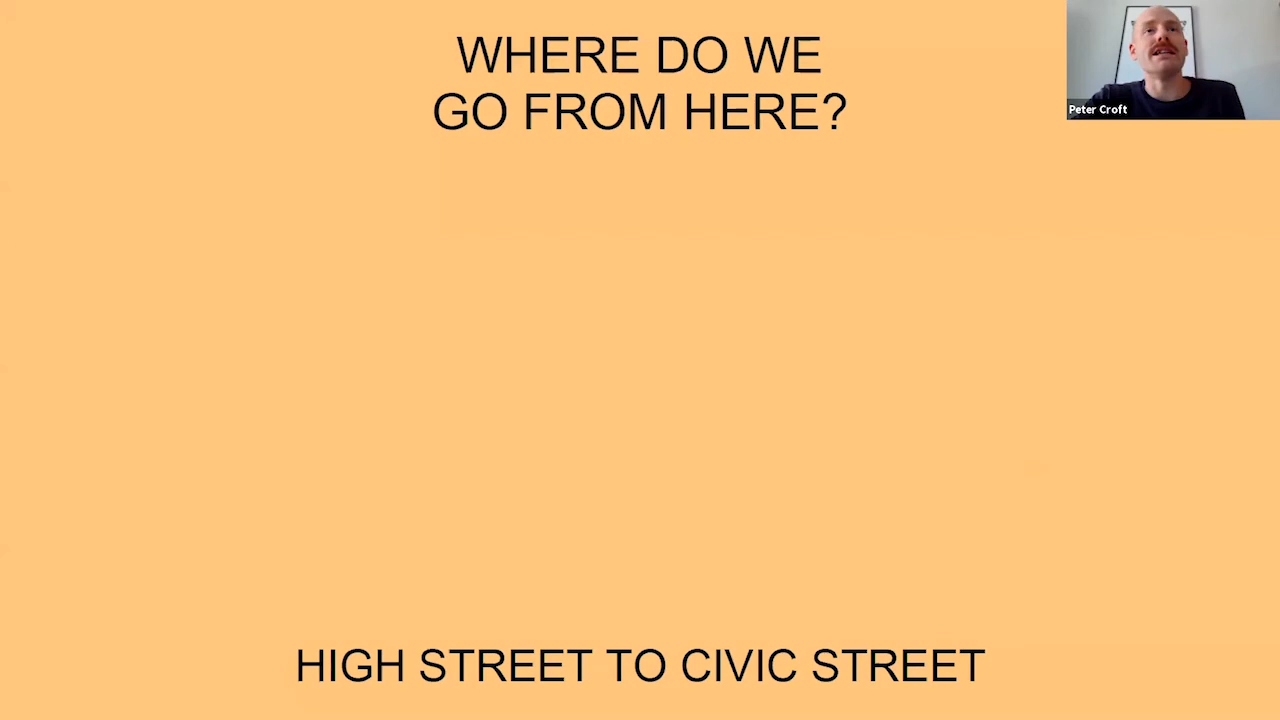 WHERE DO WE
GO FROM HERE?
Peter Croft
HIGH STREET TO CIVIC STREET